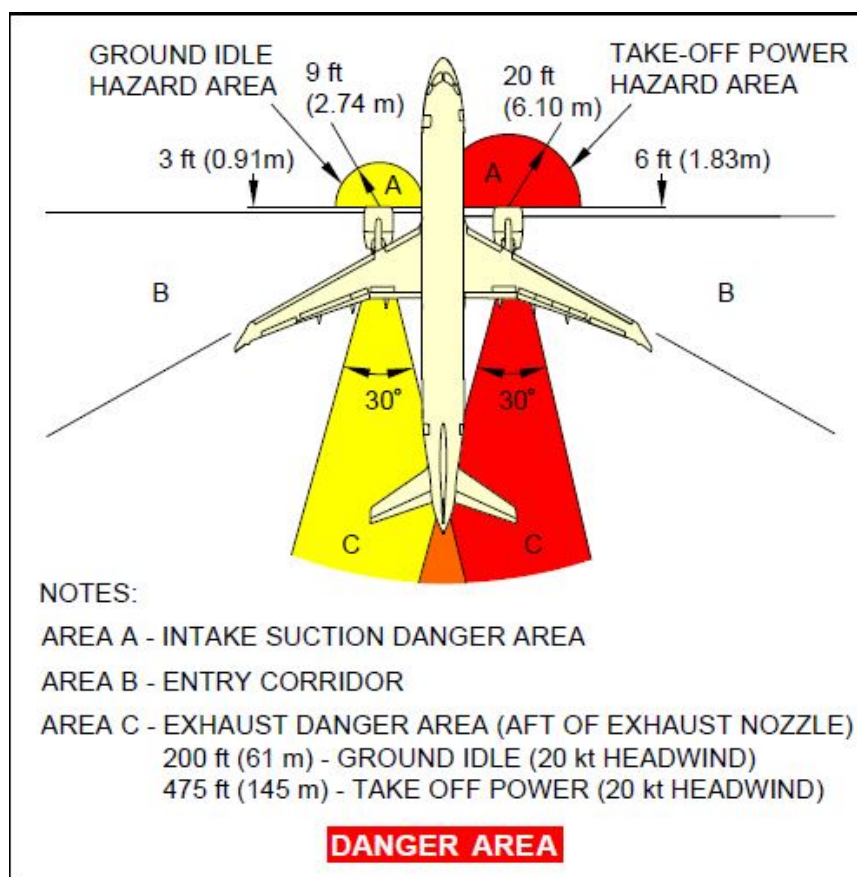 GROUND IDLE
HAZARD AREA
9 ft
(2.74 m)
20 ft
(6.10 m)
TAKE-OFF POWER
HAZARD AREA
3 ft (0.91m)
6 ft (1.83m)
A
A
B
B
30°
30°
C
C
NOTES:
AREA A - INTAKE SUCTION DANGER AREA
AREA B - ENTRY CORRIDOR
AREA C - EXHAUST DANGER AREA (AFT OF EXHAUST NOZZLE)
200 ft (61 m) - GROUND IDLE (20 kt HEADWIND)
475 ft (145 m) - TAKE OFF POWER (20 kt HEADWIND)
DANGER AREA